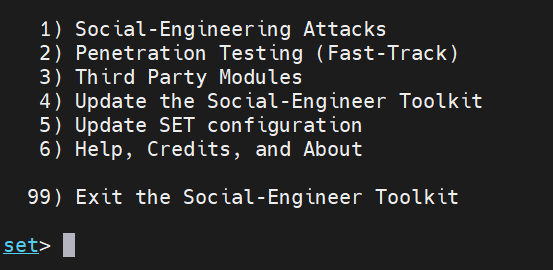 1) Social-Engineering Attacks
2) Penetration Testing (Fast-Track)
3) Third Party Modules
4) Update the Social-Engineer Toolkit
5) Update SET configuration
6) Help, Credits, and About
99) Exit the Social-Engineer Toolkit
set>